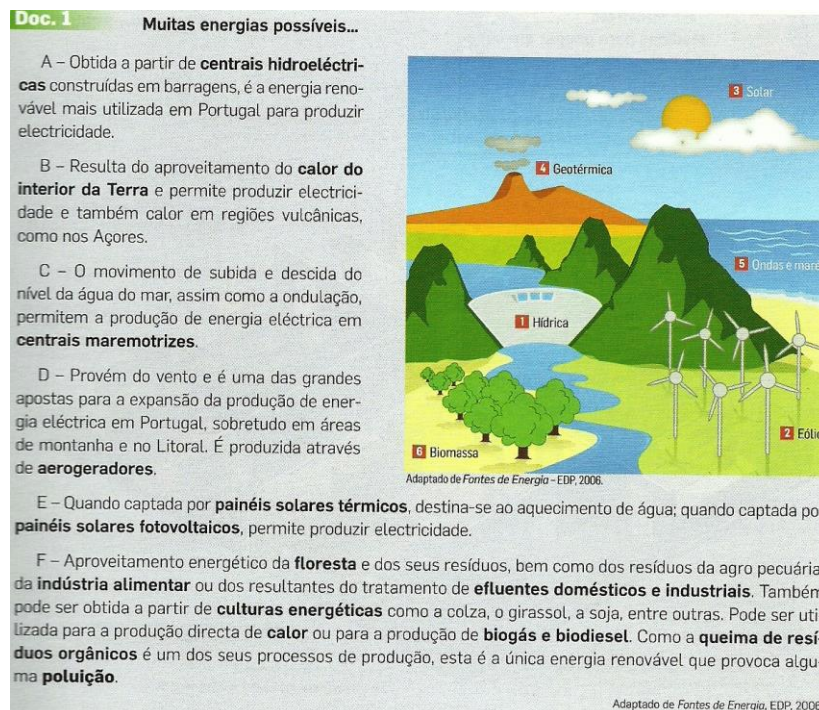 Doc. 1
Muitas energias possíveis...
A – Obtida a partir de centrais hidroeléctri-
cas construídas em barragens, é a energia reno-
vável mais utilizada em Portugal para produzir
electricidade.
B – Resulta do aproveitamento do calor do
interior da Terra e permite produzir electrici-
dade e também calor em regiões vulcânicas,
como nos Açores.
C – O movimento de subida e descida do
nível da água do mar, assim como a ondulação,
permitem a produção de energia eléctrica em
centrais maremotrizes.
D – Provém do vento e é uma das grandes
apostas para a expansão da produção de ener-
gia eléctrica em Portugal, sobretudo em áreas
de montanha e no Litoral. É produzida através
de aerogeradores.
3 Solar
4 Geotérmica
5 Ondas e maré
1 Hídrica
2 Eólic
6 Biomassa
Adaptado de Fontes de Energia – EDP, 2006.
E – Quando captada por painéis solares térmicos, destina-se ao aquecimento de água; quando captada po
painéis solares fotovoltaicos, permite produzir electricidade.
F – Aproveitamento energético da floresta e dos seus resíduos, bem como dos resíduos da agro pecuária
da indústria alimentar ou dos resultantes do tratamento de efluentes domésticos e industriais. Também
pode ser obtida a partir de culturas energéticas como a colza, o girassol, a soja, entre outras. Pode ser uti-
lizada para a produção directa de calor ou para a produção de biogás e biodiesel. Como a queima de resí-
duos orgânicos é um dos seus processos de produção, esta é a única energia renovável que provoca algu-
ma poluição.
Adaptado de Fontes de Energia, EDP, 2006